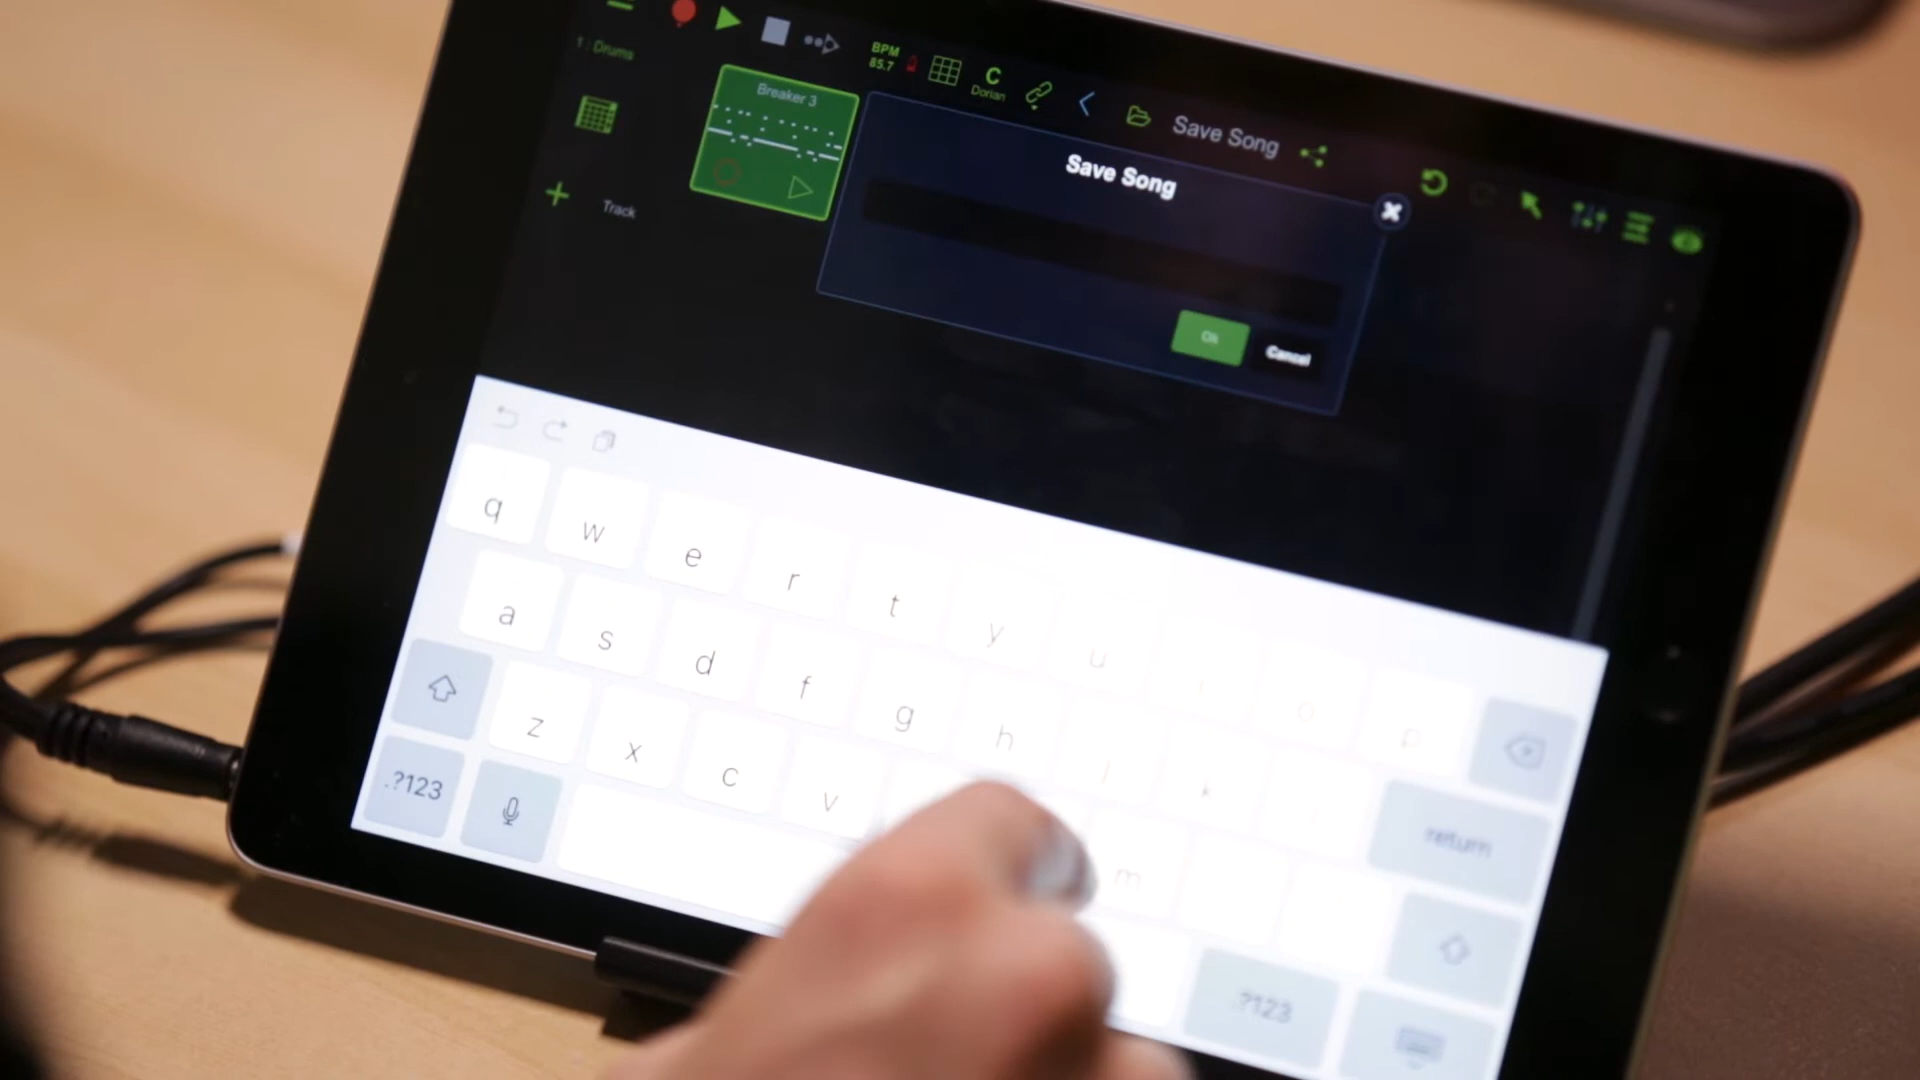 1 Drums
BPM
85.7
C
Dorian
Save Song
Breaker 3
Save Song
Track
Ok
Cancel
q w e r t y u o p
a s d f g h
return
z x c v m
.?123
.?123